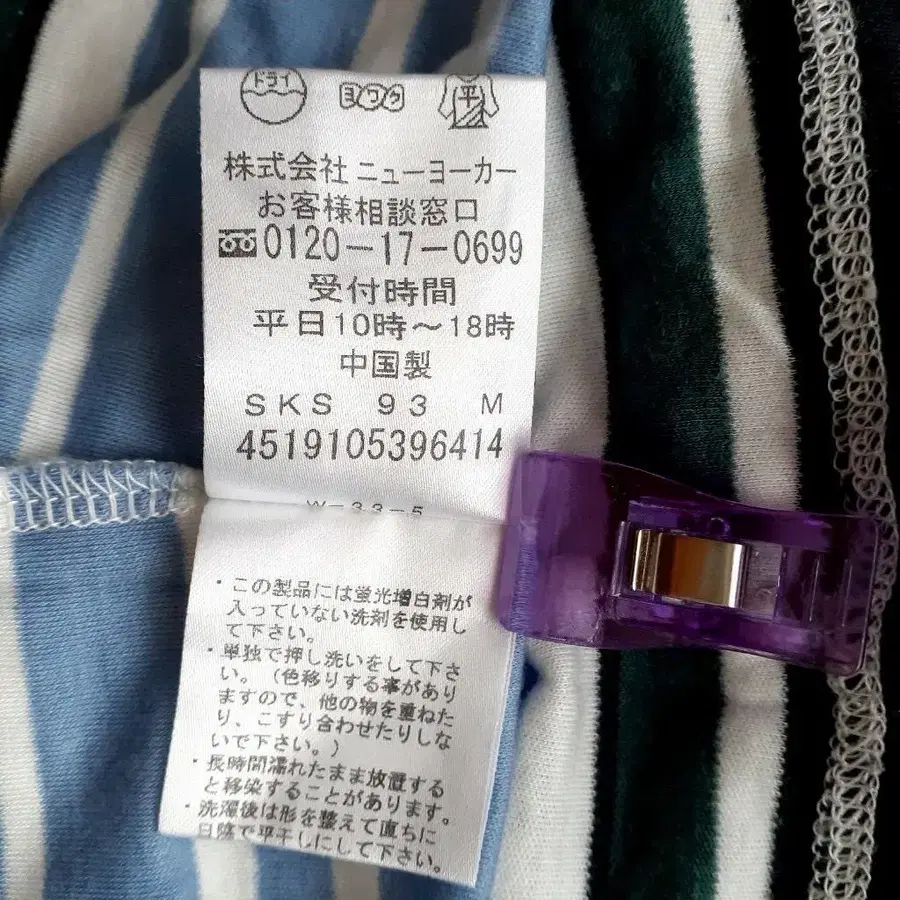 ドライ ヨワク 平
株式会社 ニューヨーカー
お客様相談窓口
0120-17-0699
受付時間
平日10時～18時
中国製
SKS 93 M
4519105396414
W-33-5
・この製品には蛍光増白剤が
入っていない洗剤を使用し
て下さい。
・単独で押し洗いをして下さ
い。（色移りする事があり
ますので、他の物を重ねた
り、こすり合わせたりしな
いで下さい。）
・長時間濡れたまま放置する
と移染することがあります。
・洗濯後は形を整えて直ちに
日陰で平干しにして下さい。